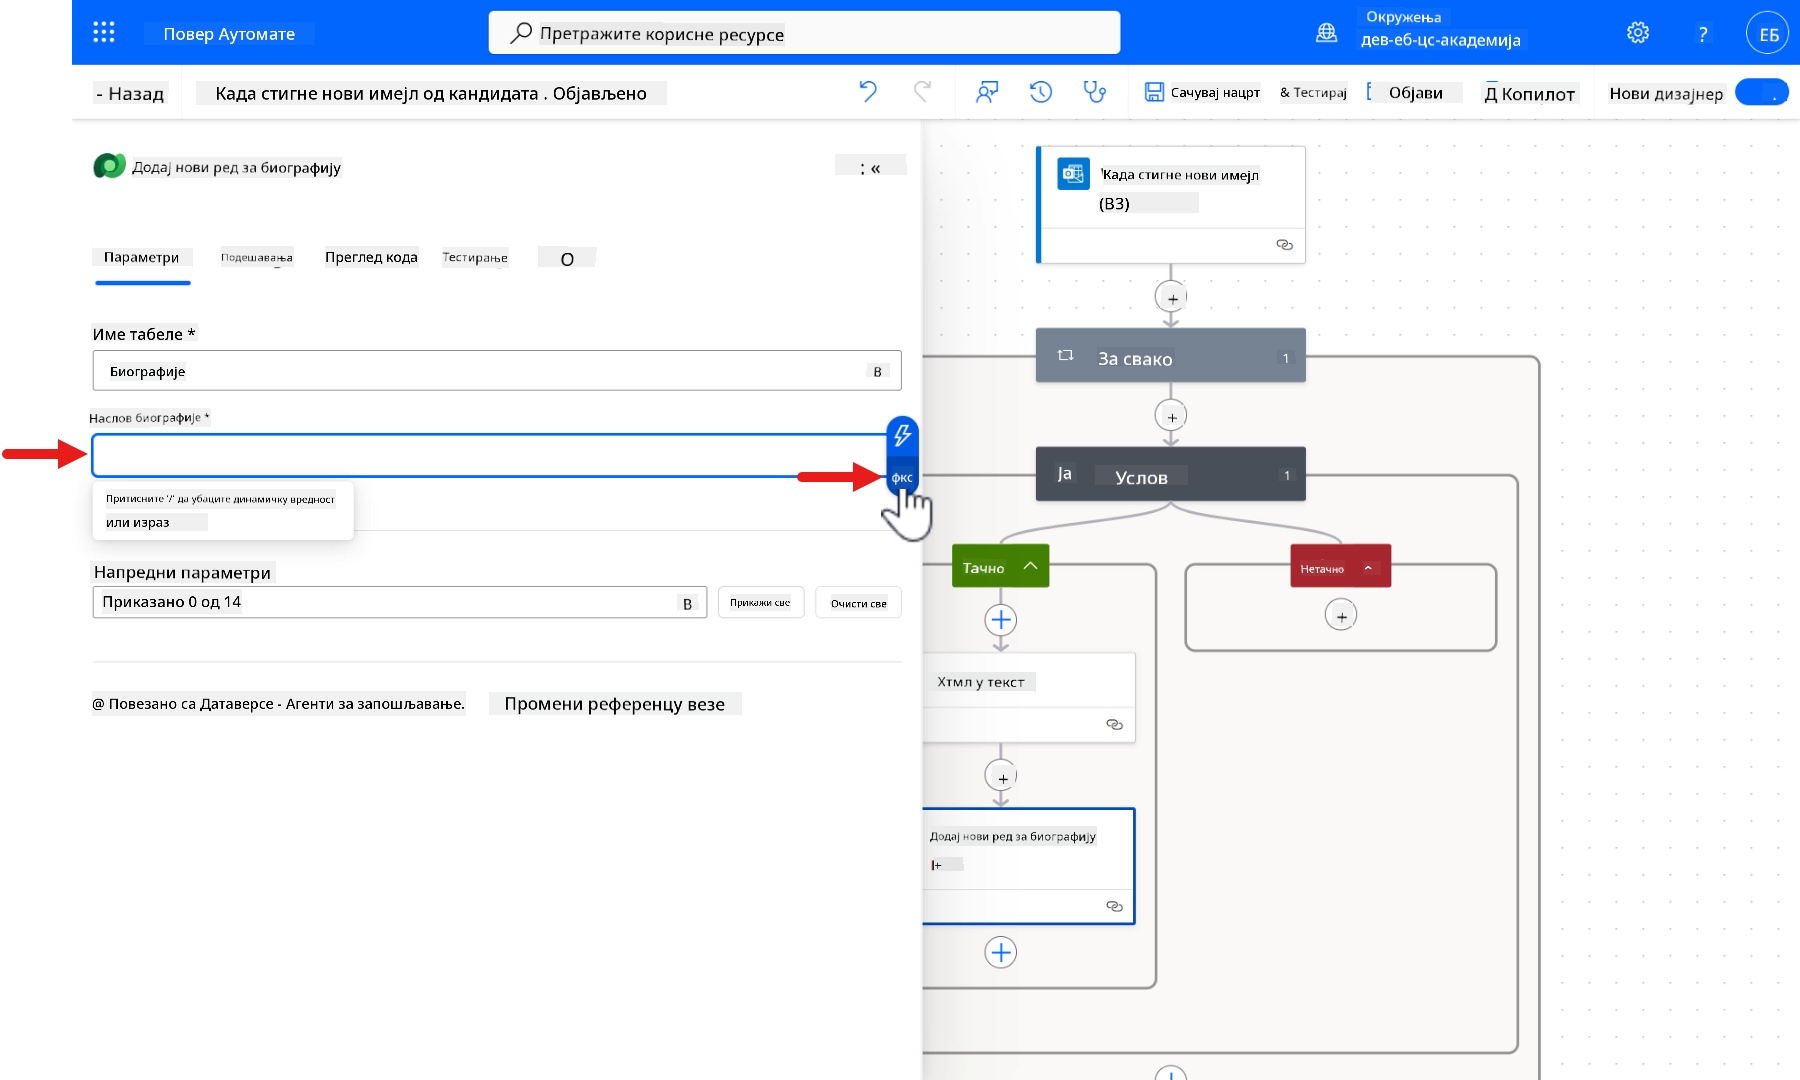 Повер Аутомате
Претражите корисне ресурсе
Окружења
дев-еб-цс-академија
?
ЕБ
- Назад
Када стигне нови имејл од кандидата . Објављено
Сачувај нацрт
& Тестирај
Објави
Д Копилот
Нови дизајнер
Додај нови ред за биографију
: «
Параметри
Подешавања
Преглед кода
Тестирање
О
Име табеле *
Биографије
В
Наслов биографије *
фкс
Притисните '/' да убаците динамичку вредност
или израз
Напредни параметри
Приказано 0 од 14
В
Прикажи све
Очисти све
@ Повезано са Датаверсе - Агенти за запошљавање.
Промени референцу везе
'Када стигне нови имејл
(В3)
За свако
1
Ја
Услов
1
Тачно
Нетачно
Хтмл у тексt
Додај нови ред за биографију